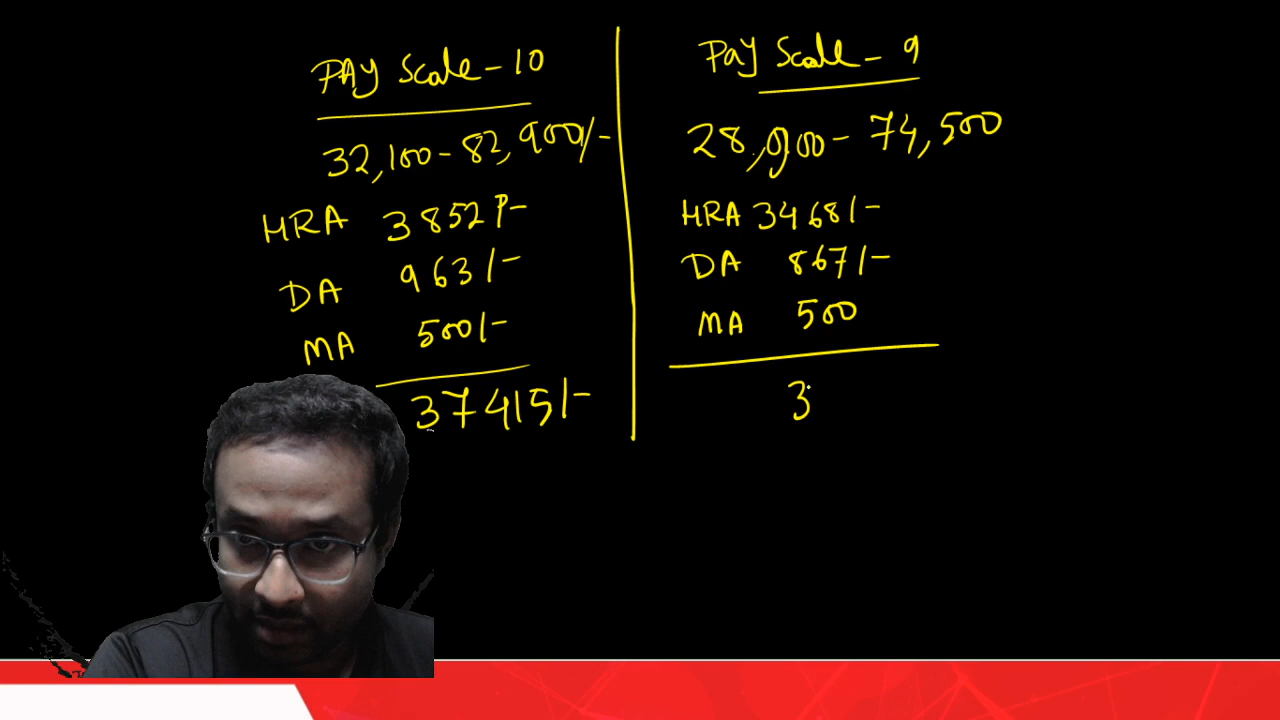 PAY Scale - 10
32,100 - 82,900/-
HRA 3852/-
DA 963/-
MA 500/-
37415/-
Pay Scale - 9
28,900 - 74,500
HRA 3468/-
DA 867/-
MA 500
3